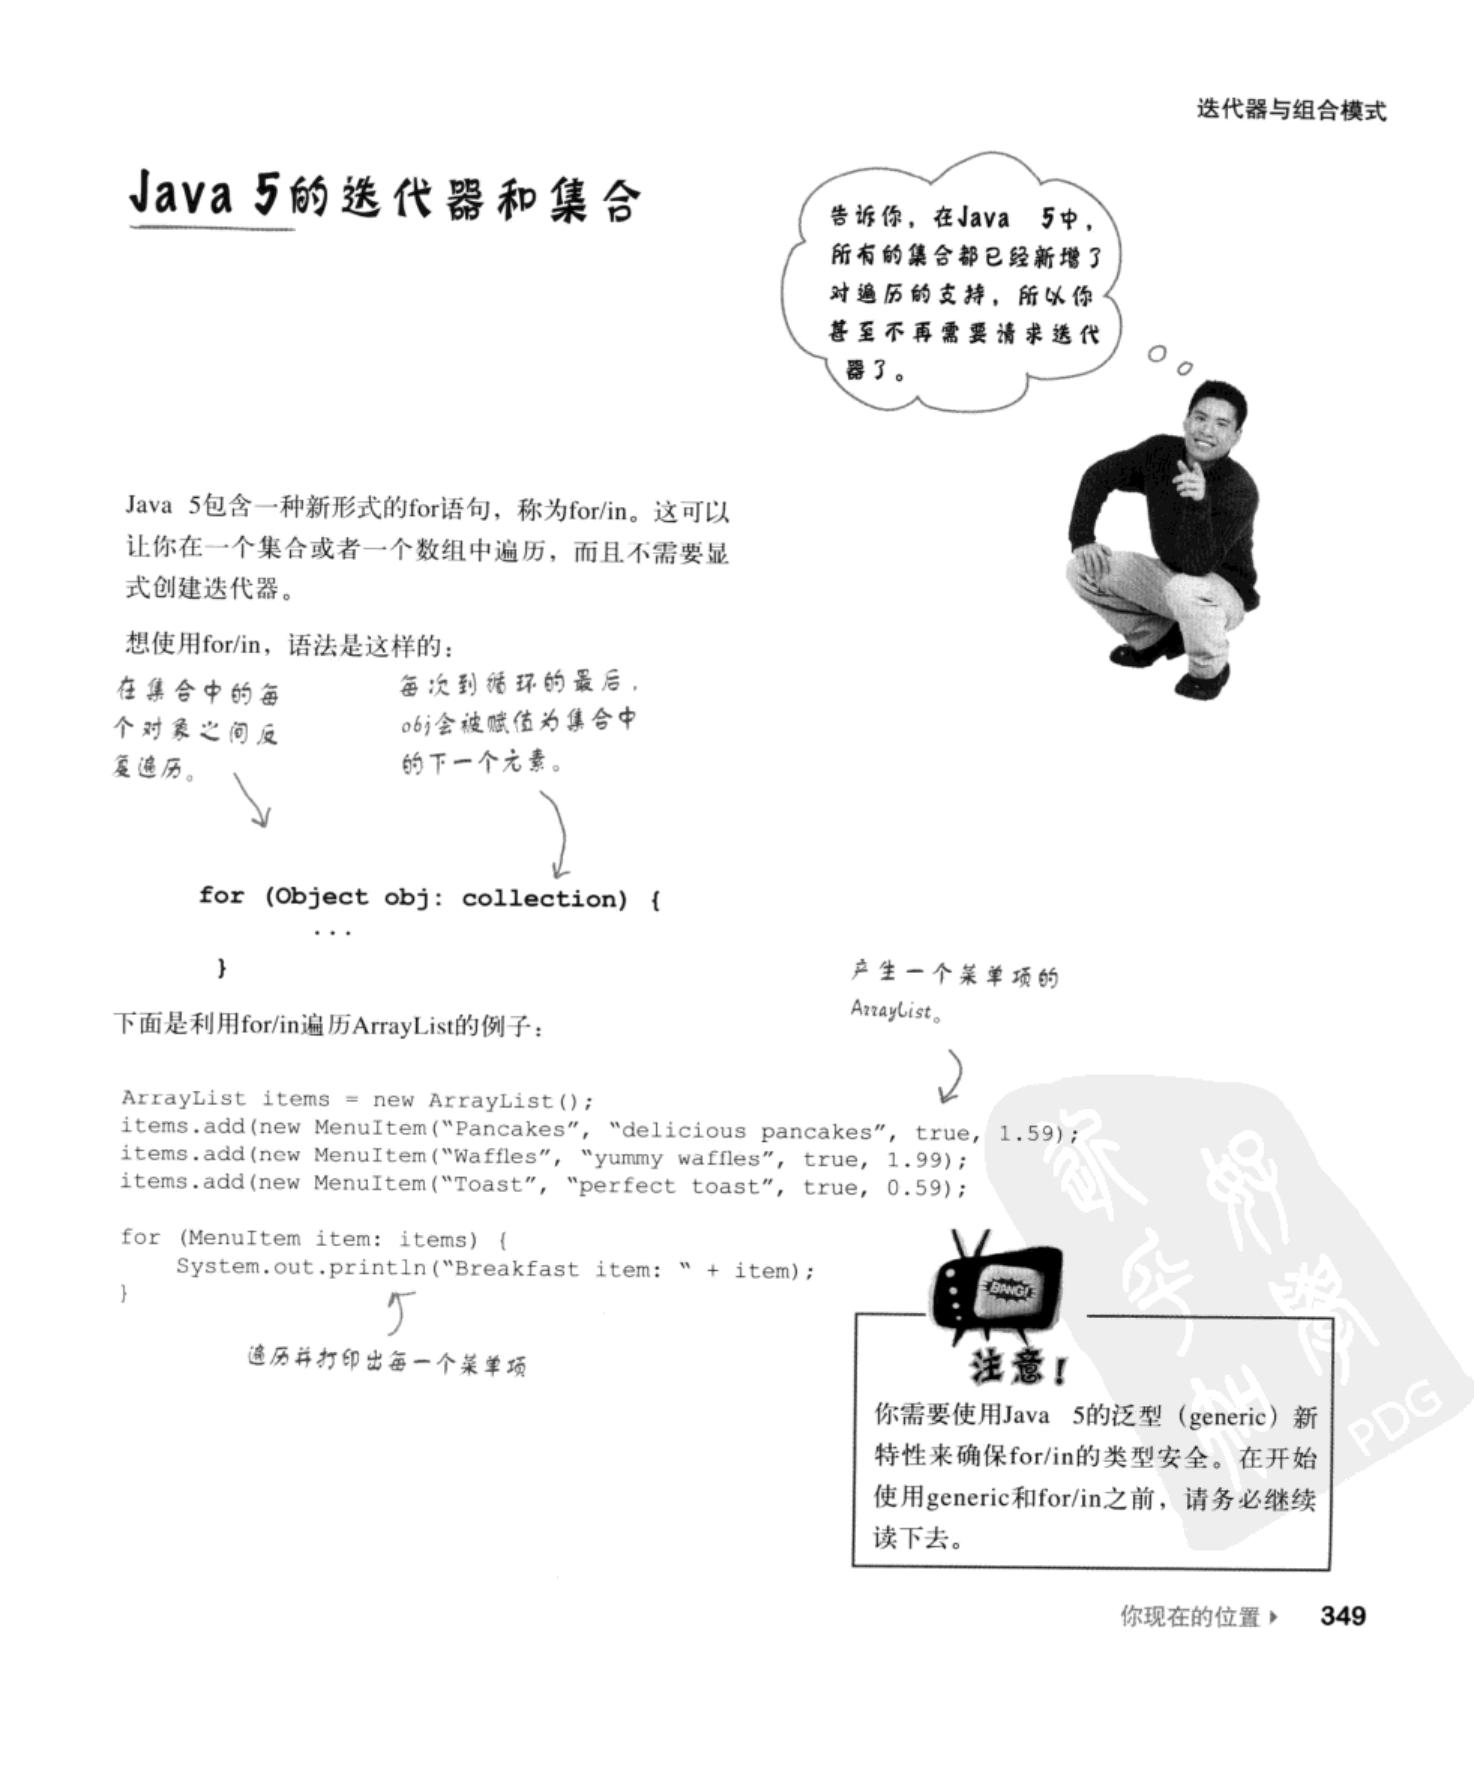 迭代器与组合模式
Java 5的迭代器和集合
告诉你，在Java 5中，
所有的集合都已经新增了
对遍历的支持，所以你
甚至不再需要请求迭代
器了。
Java 5包含一种新形式的for语句，称为for/in。这可以
让你在一个集合或者一个数组中遍历，而且不需要显
式创建迭代器。
想使用for/in，语法是这样的：
在集合中的每
个对象之间反
复遍历。
每次到循环的最后，
obj会被赋值为集合中
的下一个元素。
for (Object obj: collection) {
...
}
产生一个菜单项的
ArrayList。
下面是利用for/in遍历ArrayList的例子：
ArrayList items = new ArrayList();
items.add(new MenuItem(“Pancakes”, “delicious pancakes”, true, 1.59);
items.add(new MenuItem(“Waffles”, “yummy waffles”, true, 1.99);
items.add(new MenuItem(“Toast”, “perfect toast”, true, 0.59);
for (MenuItem item: items) {
System.out.println(“Breakfast item: “ + item);
}
遍历并打印出每一个菜单项
BANG!
注意！
你需要使用Java 5的泛型（generic）新
特性来确保for/in的类型安全。在开始
使用generic和for/in之前，请务必继续
读下去。
PDG
你现在的位置 349